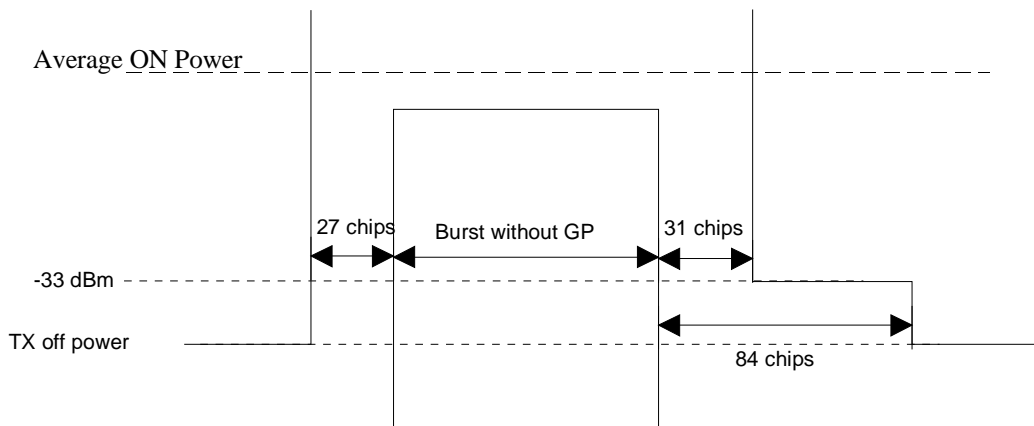 Average ON Power
27 chips
Burst without GP
31 chips
-33 dBm
TX off power
84 chips